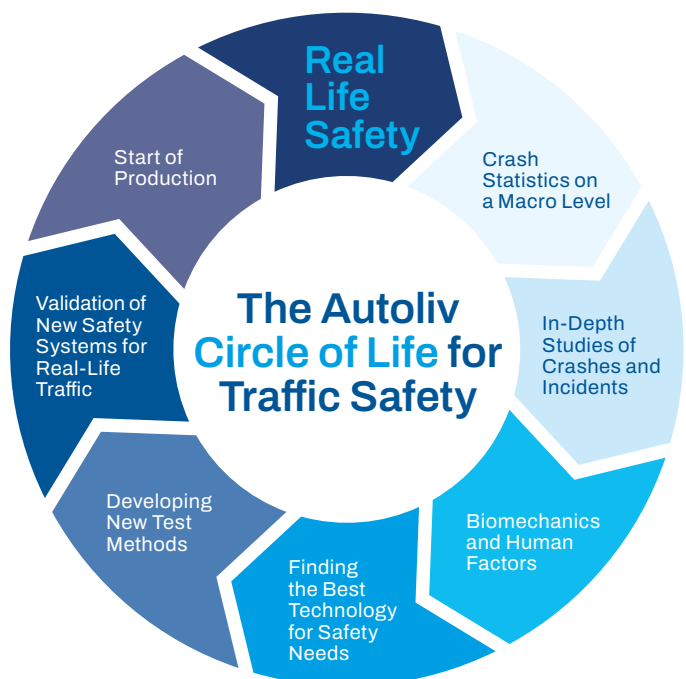 Real
Life
Safety
Crash
Statistics on
a Macro Level
In-Depth
Studies of
Crashes and
Incidents
Biomechanics
and Human
Factors
Finding
the Best
Technology
for Safety
Needs
Developing
New Test
Methods
Validation of
New Safety
Systems for
Real-Life
Traffic
Start of
Production
The Autoliv
Circle of Life for
Traffic Safety